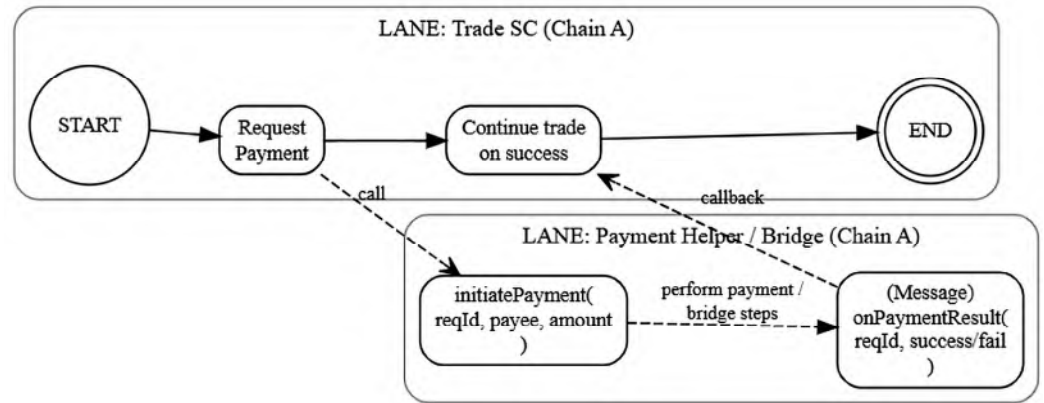 LANE: Trade SC (Chain A)
START
Request
Payment
Continue trade
on success
END
call
callback
LANE: Payment Helper / Bridge (Chain A)
initiatePayment(
reqId, payee, amount
)
perform payment /
bridge steps
(Message)
onPaymentResult(
reqId, success/fail
)